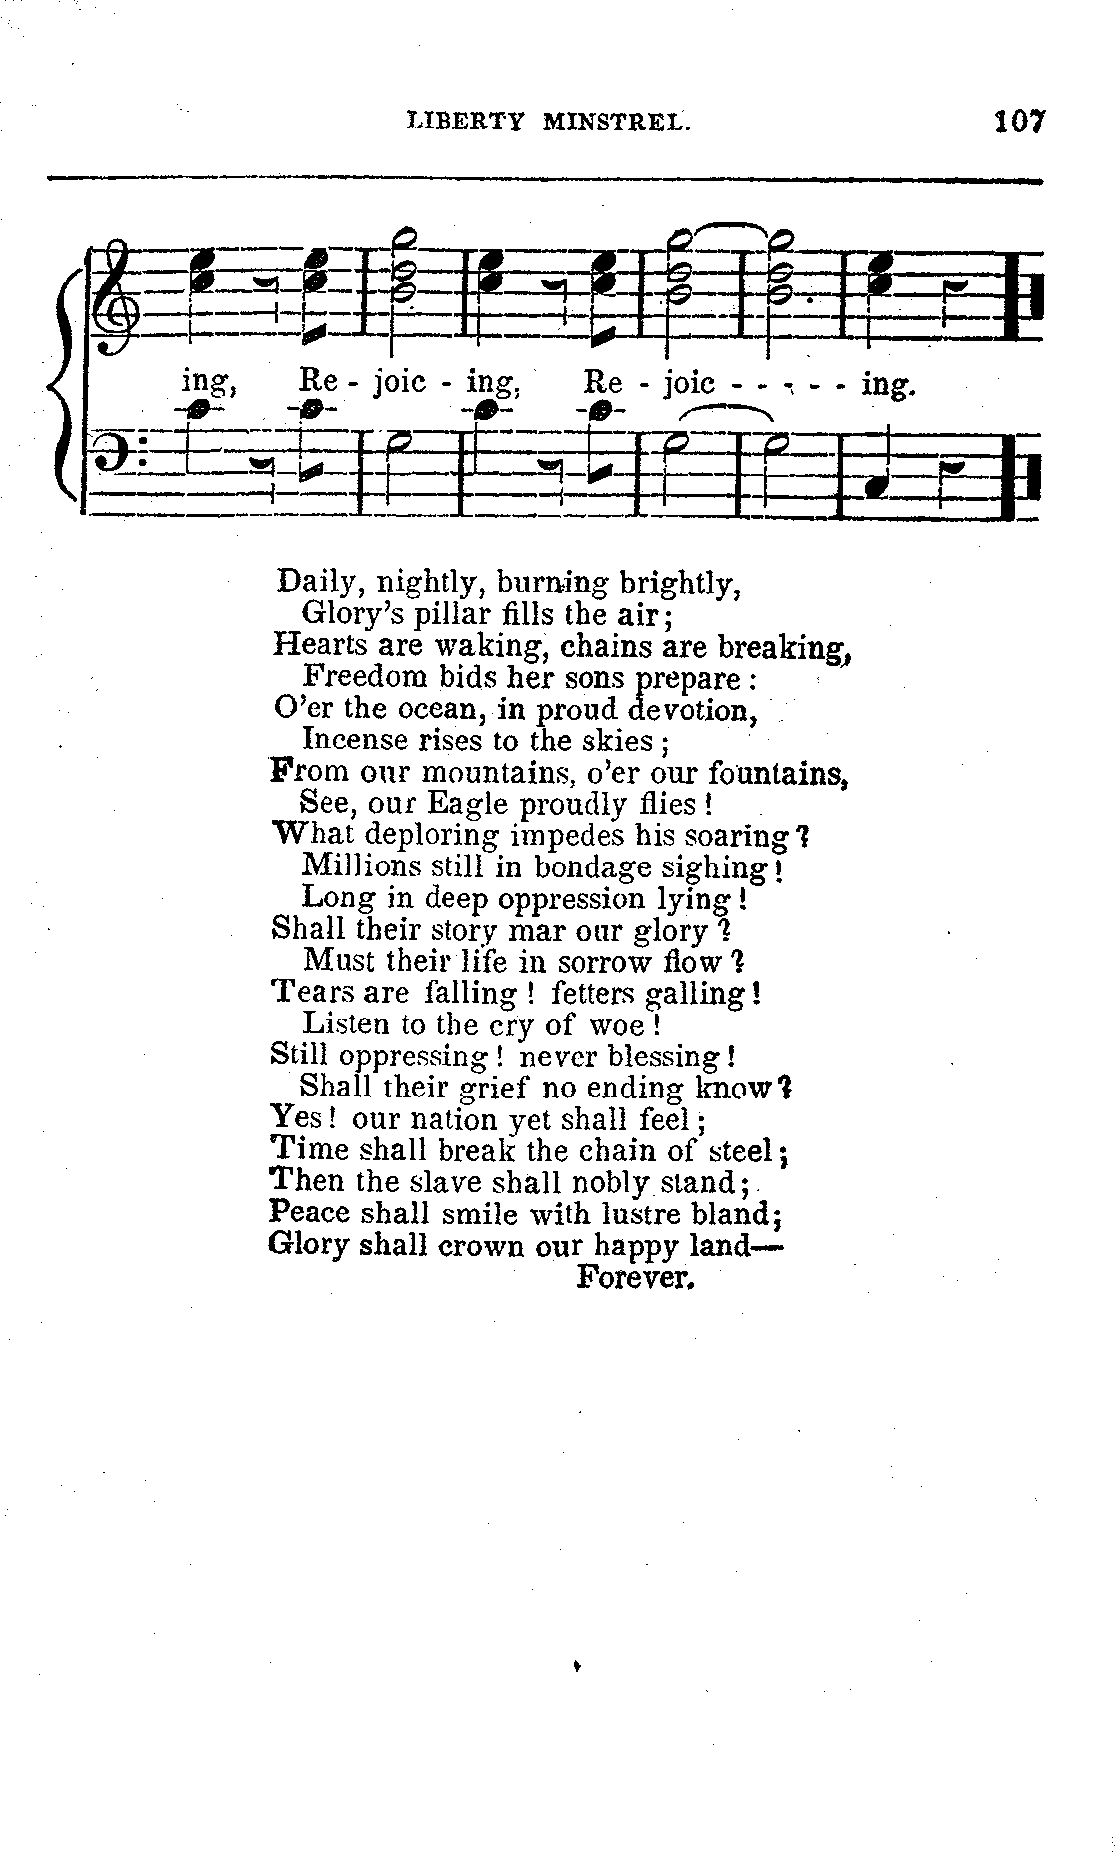 LIBERTY MINSTREL. 107
ing, Re - joic - ing, Re - joic - - - - - ing.
Daily, nightly, burning brightly,
Glory's pillar fills the air;
Hearts are waking, chains are breaking,
Freedom bids her sons prepare:
O'er the ocean, in proud devotion,
Incense rises to the skies;
From our mountains, o'er our fountains,
See, our Eagle proudly flies!
What deploring impedes his soaring?
Millions still in bondage sighing!
Long in deep oppression lying!
Shall their story mar our glory?
Must their life in sorrow flow?
Tears are falling! fetters galling!
Listen to the cry of woe!
Still oppressing! never blessing!
Shall their grief no ending know?
Yes! our nation yet shall feel;
Time shall break the chain of steel;
Then the slave shall nobly stand;
Peace shall smile with lustre bland;
Glory shall crown our happy land—
Forever.